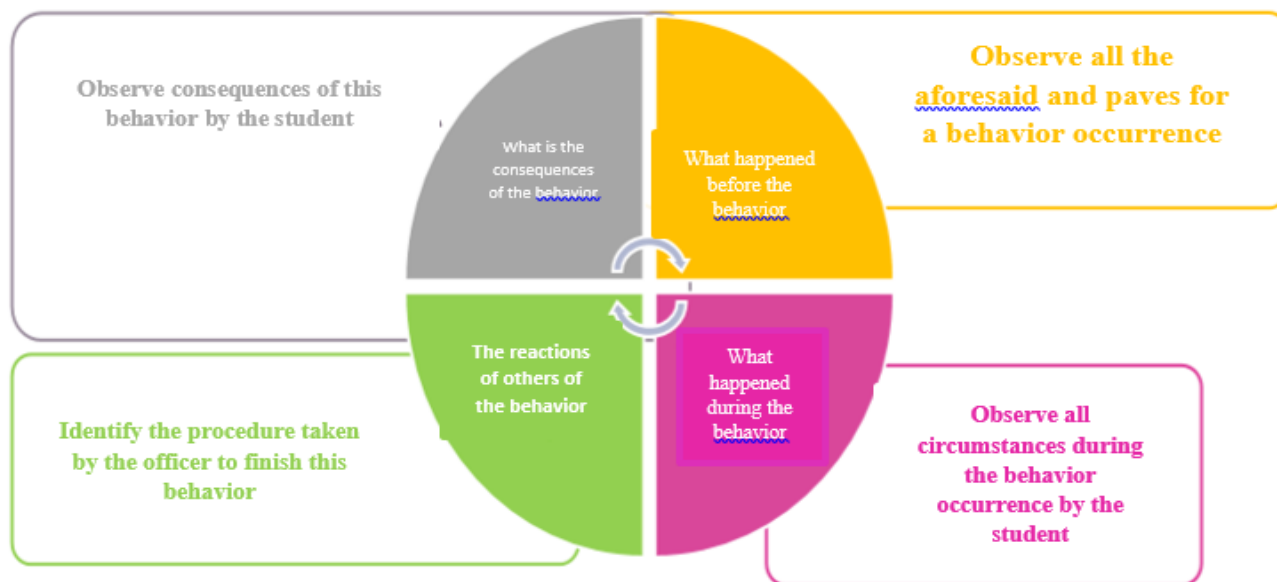 Observe consequences of this
behavior by the student
What is the
consequences
of the behavior
What happened
before the
behavior
Observe all the
aforesaid and paves for
a behavior occurrence
The reactions
of others of
the behavior
What
happened
during the
behavior
Identify the procedure taken
by the officer to finish this
behavior
Observe all
circumstances during
the behavior
occurrence by the
student